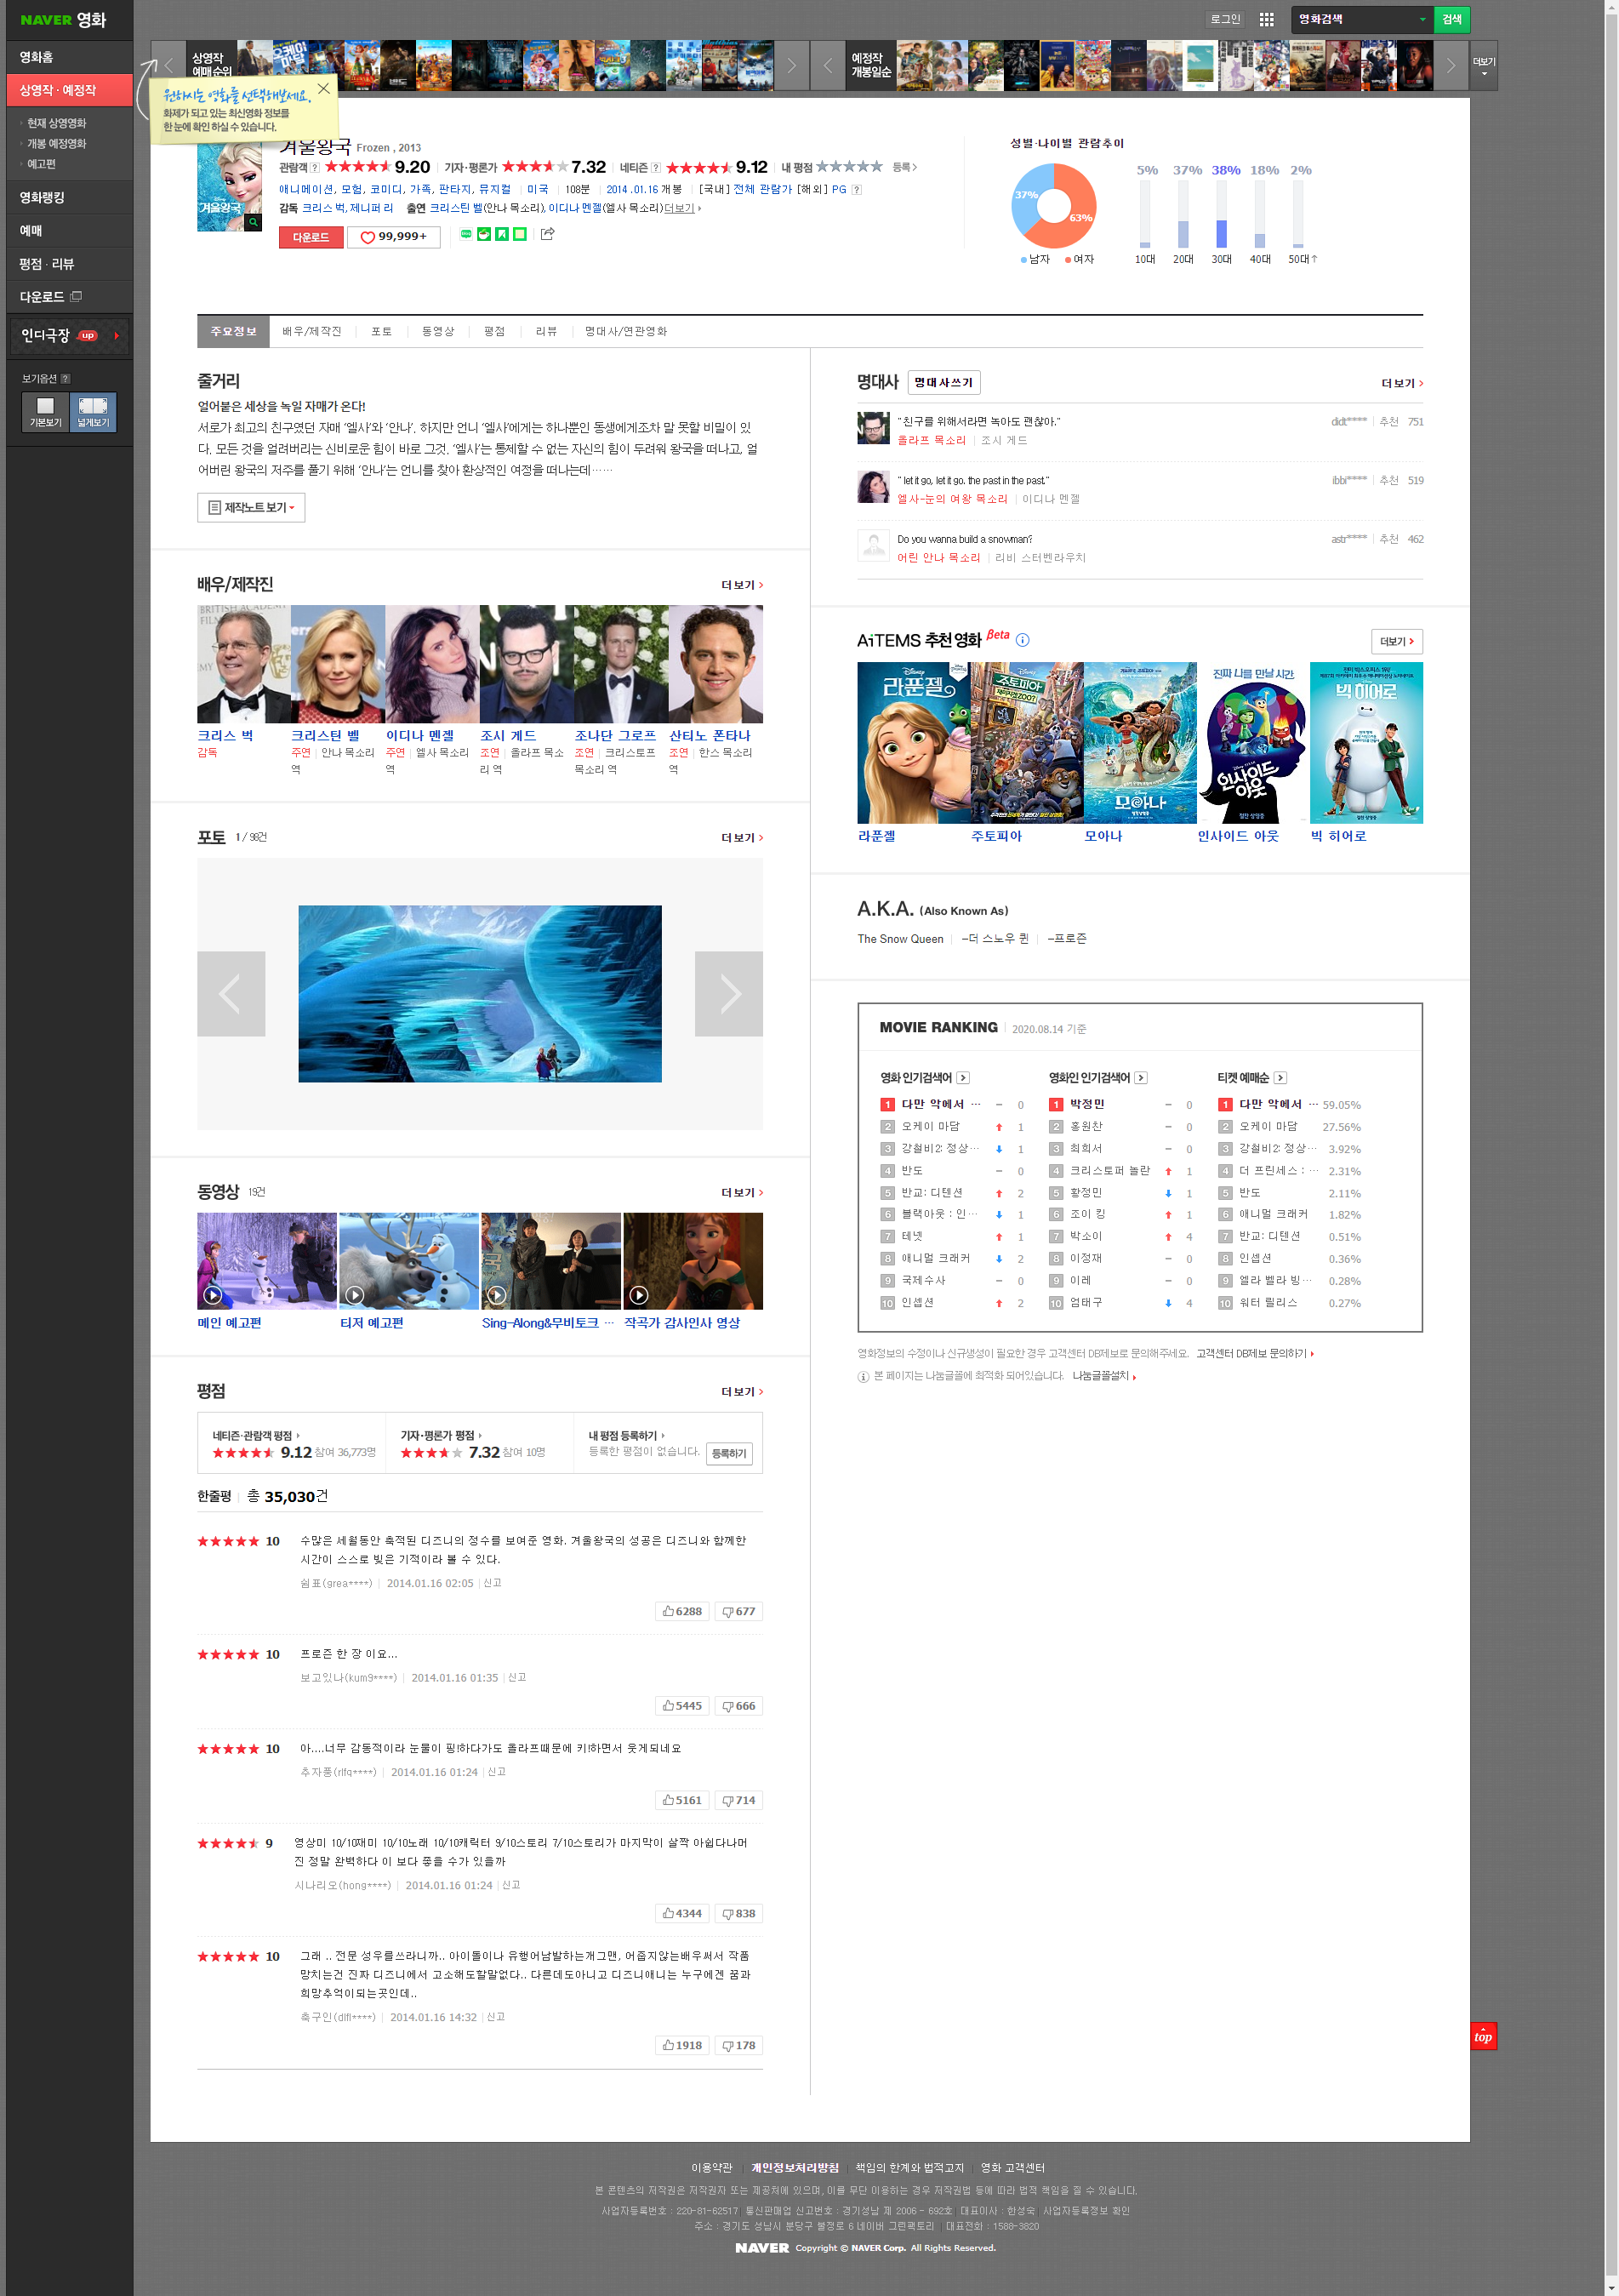 NAVER 영화
로그인
영화검색
검색
영화홈
상영작 · 예정작
현재 상영영화
개봉 예정영화
예고편
영화랭킹
예매
평점 · 리뷰
다운로드
인디극장 up
보기옵션 ?
기본보기
넓게보기
상영작
예매순위
예정작
개봉일순
더보기
원하시는 영화를 선택해보세요.
화제가 되고 있는 최신영화 정보를
한 눈에 확인 하실 수 있습니다.
겨울왕국
겨울왕국 Frozen , 2013
관람객 ? 9.20 기자·평론가 7.32 네티즌 ? 9.12 내 평점 등록
애니메이션, 모험, 코미디, 가족, 판타지, 뮤지컬 미국 108분 2014 .01.16 개봉 [국내] 전체 관람가 [해외] PG ?
감독 크리스 벅, 제니퍼 리 출연 크리스틴 벨(안나 목소리), 이디나 멘젤(엘사 목소리)더보기
다운로드
99,999+
성별·나이별 관람추이
37%
63%
남자 여자
5% 37% 38% 18% 2%
10대 20대 30대 40대 50대↑
주요정보 배우/제작진 포토 동영상 평점 리뷰 명대사/연관영화
줄거리
얼어붙은 세상을 녹일 자매가 온다!
서로가 최고의 친구였던 자매 ‘엘사’와 ‘안나’. 하지만 언니 ‘엘사’에게는 하나뿐인 동생에게조차 말 못할 비밀이 있
다. 모든 것을 얼려버리는 신비로운 힘이 바로 그것. ‘엘사’는 통제할 수 없는 자신의 힘이 두려워 왕국을 떠나고, 얼
어버린 왕국의 저주를 풀기 위해 ‘안나’는 언니를 찾아 환상적인 여정을 떠나는데……
제작노트 보기
배우/제작진 더보기
크리스 벅
감독
크리스틴 벨
주연 안나 목소리
역
이디나 멘젤
주연 엘사 목소리
역
조시 게드
조연 올라프 목소
리 역
조나단 그로프
조연 크리스토프
목소리 역
산티노 폰타나
조연 한스 목소리
역
포토 1 / 98건 더보기
동영상 19건 더보기
메인 예고편
티저 예고편
Sing-Along&무비토크 …
작곡가 감사인사 영상
평점 더보기
네티즌·관람객 평점
9.12 참여 36,773명
기자·평론가 평점
7.32 참여 10명
내 평점 등록하기
등록한 평점이 없습니다. 등록하기
한줄평 총 35,030건
10 수많은 세월동안 축적된 디즈니의 정수를 보여준 영화. 겨울왕국의 성공은 디즈니와 함께한
시간이 스스로 빚은 기적이라 볼 수 있다.
쉼표(grea****) 2014.01.16 02:05 신고
6288 677
10 프로즌 한 장 이요...
보고있나(kum9****) 2014.01.16 01:35 신고
5445 666
10 아....너무 감동적이라 눈물이 핑!하다가도 올라프때문에 키!하면서 웃게되네요
추자풍(rlfq****) 2014.01.16 01:24 신고
5161 714
9 영상미 10/10재미 10/10노래 10/10캐릭터 9/10스토리 7/10스토리가 마지막이 살짝 아쉽다나머
진 정말 완벽하다 이 보다 좋을 수가 있을까
시나리오(hong****) 2014.01.16 01:24 신고
4344 838
10 그래 .. 전문 성우를쓰라니까.. 아이돌이나 유행어남발하는개그맨, 어줍지않는배우써서 작품
망치는건 진짜 디즈니에서 고소해도할말없다.. 다른데도아니고 디즈니애니는 누구에겐 꿈과
희망추억이되는곳인데..
축구인(dlfl****) 2014.01.16 14:32 신고
1918 178
명대사 명대사쓰기 더보기
" 친구를 위해서라면 녹아도 괜찮아."
didt**** 추천 751
올라프 목소리 조시 게드
" let it go, let it go. the past in the past."
ibbi**** 추천 519
엘사-눈의 여왕 목소리 이디나 멘젤
Do you wanna build a snowman?
astr**** 추천 462
어린 안나 목소리 리비 스터벤라우치
AiTEMS 추천 영화 Beta 더보기
라푼젤
주토피아
모아나
진짜 나를 만날 시간
인사이드 아웃
빅 히어로
라푼젤 주토피아 모아나 인사이드 아웃 빅 히어로
A.K.A. (Also Known As)
The Snow Queen -더 스노우 퀸 -프로즌
MOVIE RANKING 2020.08.14 기준
영화 인기검색어
1 다만 악에서 … 0
2 오케이 마담 1
3 강철비2: 정상… 1
4 반도 0
5 반교: 디텐션 2
6 블랙아웃 : 인… 1
7 테넷 1
8 애니멀 크래커 2
9 국제수사 0
10 인셉션 2
영화인 인기검색어
1 박정민 0
2 홍원찬 0
3 최희서 0
4 크리스토퍼 놀란 1
5 황정민 1
6 조이 킹 1
7 박소이 4
8 이정재 0
9 이레 0
10 엄태구 4
티켓 예매순
1 다만 악에서 … 59.05%
2 오케이 마담 27.56%
3 강철비2: 정상… 3.92%
4 더 프린세스 : … 2.31%
5 반도 2.11%
6 애니멀 크래커 1.82%
7 반교: 디텐션 0.51%
8 인셉션 0.36%
9 엘라 벨라 빙… 0.28%
10 워터 릴리스 0.27%
영화정보의 수정이나 신규생성이 필요한 경우 고객센터 DB제보로 문의해주세요. 고객센터 DB제보 문의하기
본 페이지는 나눔글꼴에 최적화 되어있습니다. 나눔글꼴설치
top
이용약관 개인정보처리방침 책임의 한계와 법적고지 영화 고객센터
본 콘텐츠의 저작권은 저작권자 또는 제공처에 있으며, 이를 무단 이용하는 경우 저작권법 등에 따라 법적 책임을 질 수 있습니다.
사업자등록번호 : 220-81-62517 통신판매업 신고번호 : 경기성남 제 2006 - 692호 대표이사 : 한성숙 사업자등록정보 확인
주소 : 경기도 성남시 분당구 불정로 6 네이버 그린팩토리 대표전화 : 1588-3820
NAVER Copyright © NAVER Corp. All Rights Reserved.